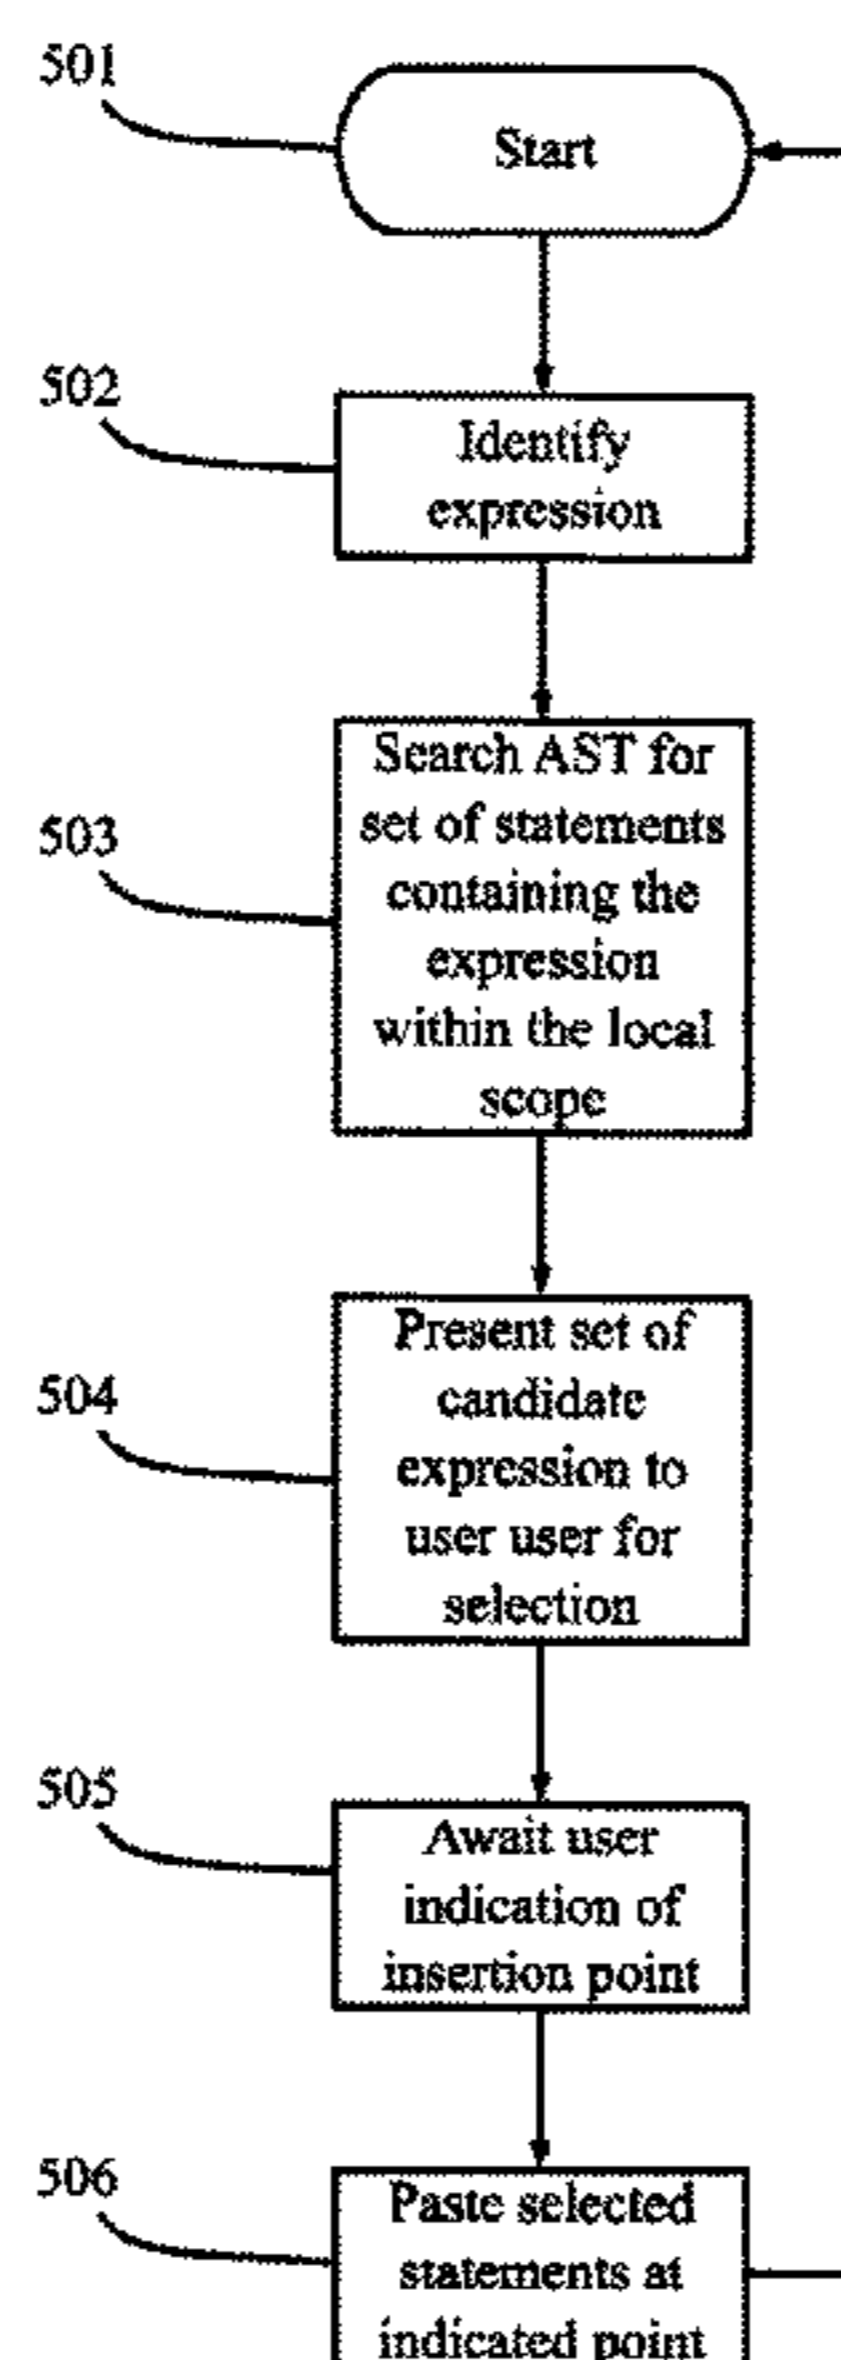 501
Start
502
Identify
expression
503
Search AST for
set of statements
containing the
expression
within the local
scope
504
Present set of
candidate
expression to
user user for
selection
505
Await user
indication of
insertion point
506
Paste selected
statements at
indicated point